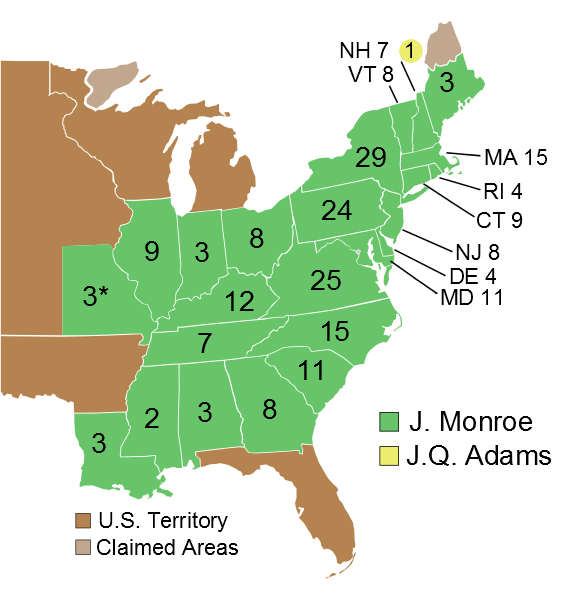 NH 7
1
VT 8
3
29
MA 15
RI 4
24
CT 9
9
3
8
NJ 8
DE 4
25
MD 11
3*
12
15
7
11
2
3
8
3
J. Monroe
J.Q. Adams
U.S. Territory
Claimed Areas